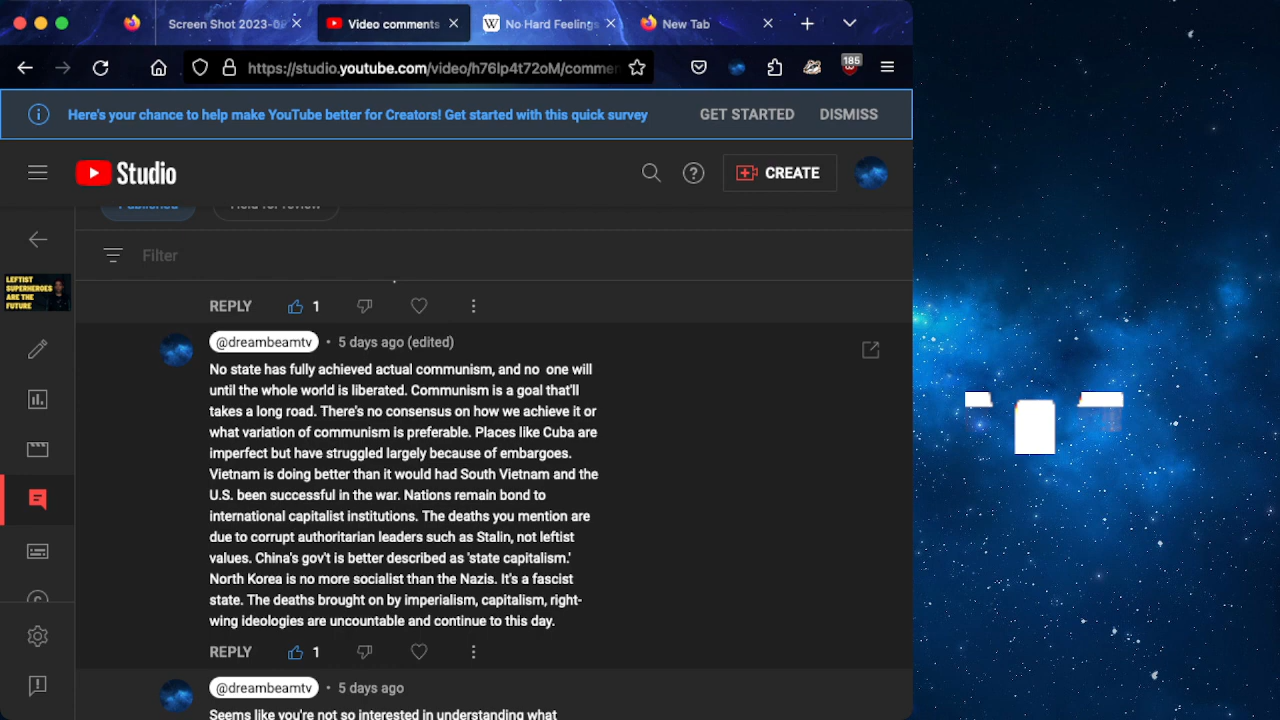 Screen Shot 2023-0
Video comments
No Hard Feelings
New Tab
https://studio.youtube.com/video/h76lp4t72oM/comme
185
Here's your chance to help make YouTube better for Creators! Get started with this quick survey
GET STARTED
DISMISS
Studio
CREATE
Published
Held for review
Filter
LEFTIST
SUPERHEROES
ARE THE
FUTURE
REPLY
1
@dreambeamtv • 5 days ago (edited)
No state has fully achieved actual communism, and no one will
until the whole world is liberated. Communism is a goal that'll
takes a long road. There's no consensus on how we achieve it or
what variation of communism is preferable. Places like Cuba are
imperfect but have struggled largely because of embargoes.
Vietnam is doing better than it would had South Vietnam and the
U.S. been successful in the war. Nations remain bond to
international capitalist institutions. The deaths you mention are
due to corrupt authoritarian leaders such as Stalin, not leftist
values. China's gov't is better described as 'state capitalism.'
North Korea is no more socialist than the Nazis. It's a fascist
state. The deaths brought on by imperialism, capitalism, right-
wing ideologies are uncountable and continue to this day.
REPLY
1
@dreambeamtv • 5 days ago
Seems like you're not so interested in understanding what